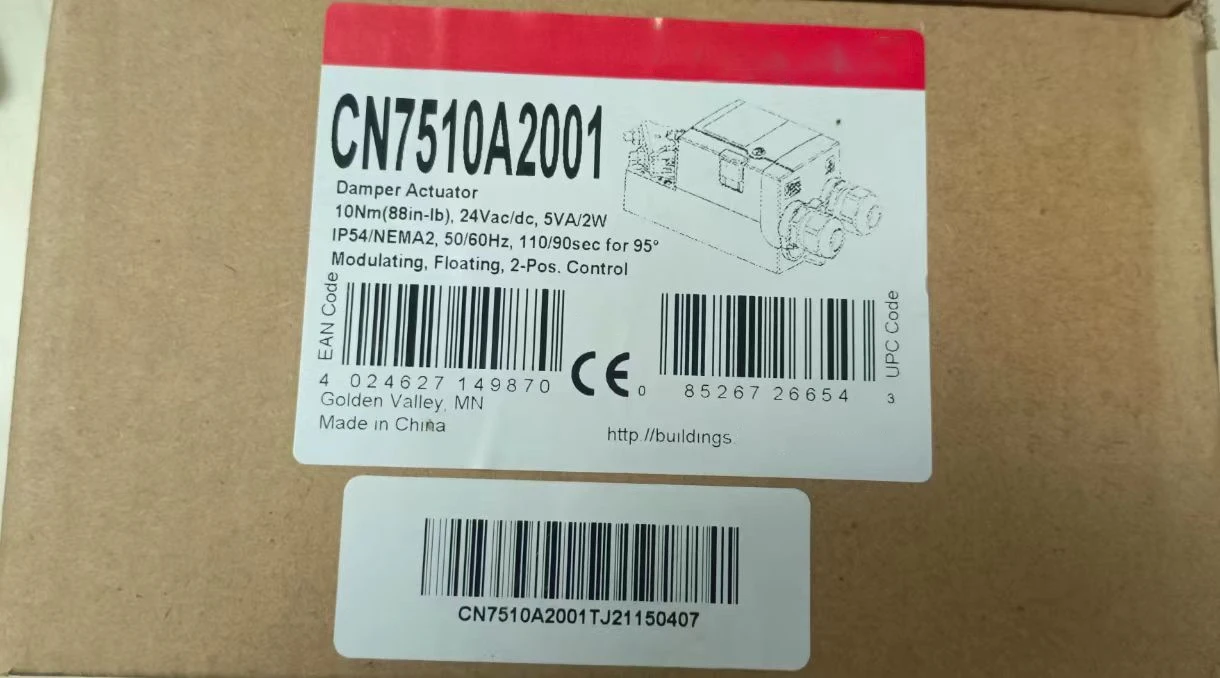 CN7510A2001
Damper Actuator
10Nm(88in-lb), 24Vac/dc, 5VA/2W
IP54/NEMA2, 50/60Hz, 110/90sec for 95°
Modulating, Floating, 2-Pos. Control
EAN Code
4 024627 149870
CE
0 85267 26654 3
UPC Code
Golden Valley, MN
Made in China
http://buildings
CN7510A2001TJ21150407